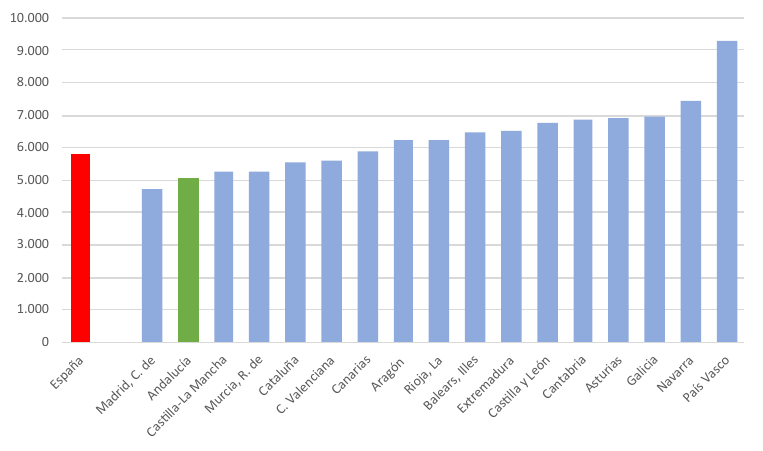 10.000
9.000
8.000
7.000
6.000
5.000
4.000
3.000
2.000
1.000
0
España
Madrid, C. de
Andalucía
Castilla-La Mancha
Murcia, R. de
Cataluña
C. Valenciana
Canarias
Aragón
Rioja, La
Balears, Illes
Extremadura
Castilla y León
Cantabria
Asturias
Galicia
Navarra
País Vasco